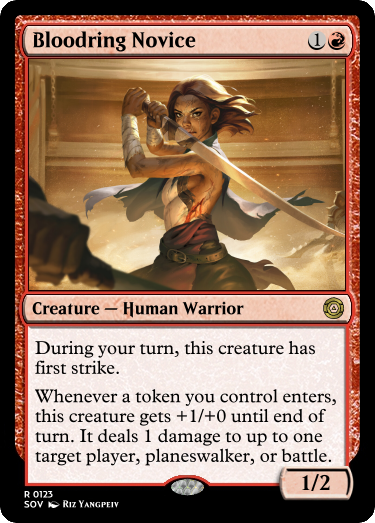 Bloodring Novice 1
Creature — Human Warrior
During your turn, this creature has
first strike.
Whenever a token you control enters,
this creature gets +1/+0 until end of
turn. It deals 1 damage to up to one
target player, planeswalker, or battle.
1/2
R 0123
SOV Riz Yangpeiv